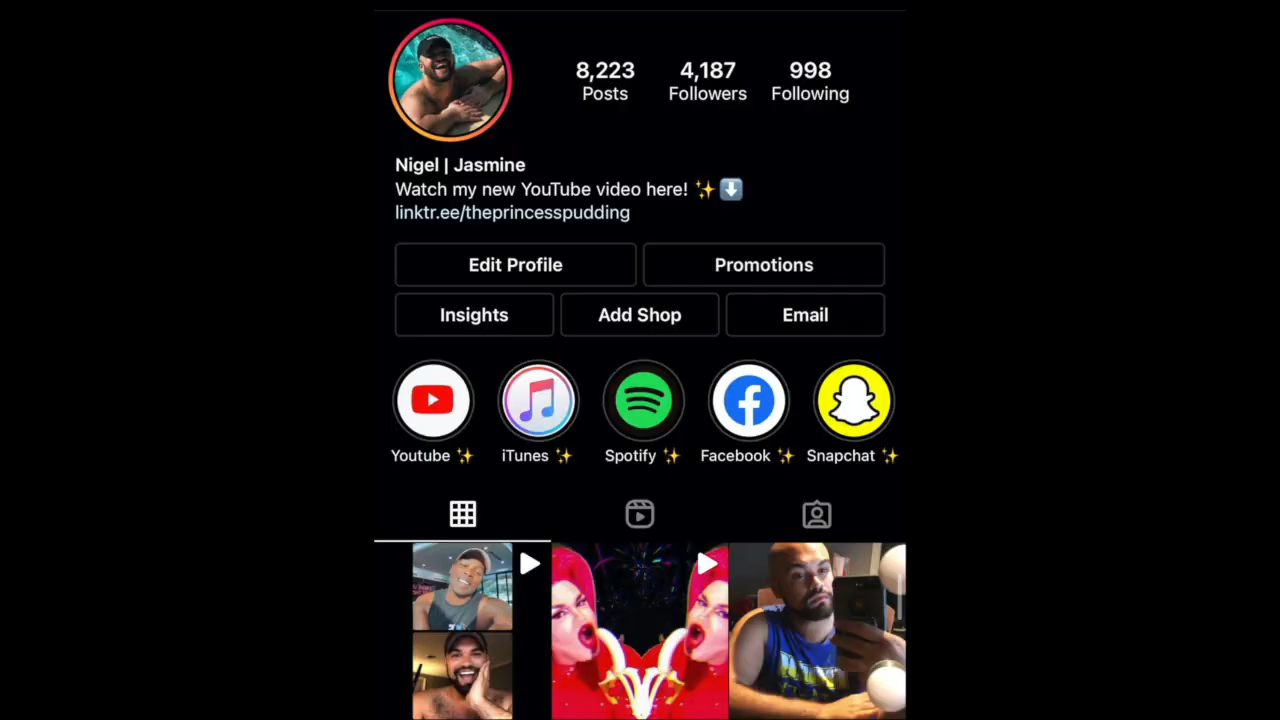 8,223 4,187 998
Posts Followers Following
Nigel | Jasmine
Watch my new YouTube video here! ✨⬇️
linktr.ee/theprincesspudding
Edit Profile Promotions
Insights Add Shop Email
Youtube ✨ iTunes ✨ Spotify ✨ Facebook ✨ Snapchat ✨